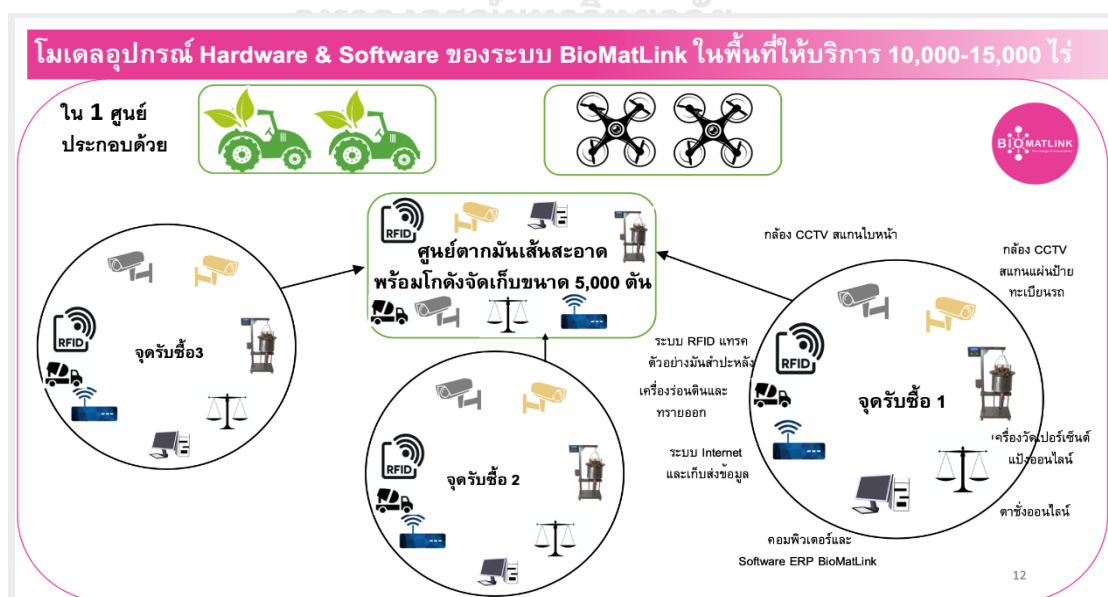 โมเดลอุปกรณ์ Hardware & Software ของระบบ BioMatLink ในพื้นที่ให้บริการ 10,000-15,000 ไร่
ใน 1 ศูนย์
ประกอบด้วย
BIOMATLINK
RFID
ศูนย์ตากมันเส้นสะอาด
พร้อมโกดังจัดเก็บขนาด 5,000 ตัน
RFID
จุดรับซื้อ3
RFID
จุดรับซื้อ 2
กล้อง CCTV สแกนใบหน้า
กล้อง CCTV
สแกนแผ่นป้าย
ทะเบียนรถ
ระบบ RFID แทรค
ตัวอย่างมันสำปะหลัง
เครื่องร่อนดินและ
ทรายออก
ระบบ Internet
และเก็บส่งข้อมูล
RFID
จุดรับซื้อ 1
เครื่องวัดเปอร์เซ็นต์
แป้งออนไลน์
ตาชั่งออนไลน์
คอมพิวเตอร์และ
Software ERP BioMatLink
12